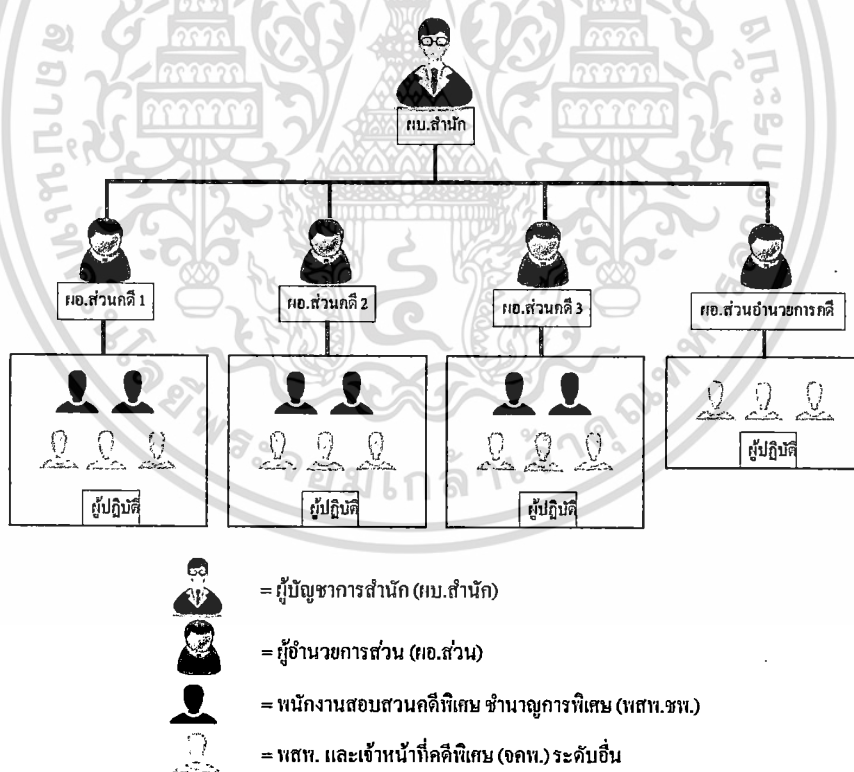 ผบ.สำนัก
ผอ.ส่วนคดี 1
ผอ.ส่วนคดี 2
ผอ.ส่วนคดี 3
ผอ.ส่วนอำนวยการคดี
ผู้ปฏิบัติ
ผู้ปฏิบัติ
ผู้ปฏิบัติ
ผู้ปฏิบัติ
= ผู้บัญชาการสำนัก (ผบ.สำนัก)
= ผู้อำนวยการส่วน (ผอ.ส่วน)
= พนักงานสอบสวนคดีพิเศษ ชำนาญการพิเศษ (พสพ.ชพ.)
= พสพ. และเจ้าหน้าที่คดีพิเศษ (จคพ.) ระดับอื่น